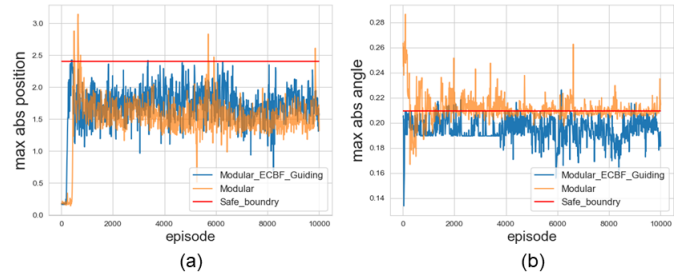 max abs position
3.0
2.5
2.0
1.5
1.0
0.5
0.0
0
2000
4000
6000
8000
10000
episode
Modular_ECBF_Guiding
Modular
Safe_boundry
(a)
max abs angle
0.28
0.26
0.24
0.22
0.20
0.18
0.16
0.14
0
2000
4000
6000
8000
10000
episode
Modular_ECBF_Guiding
Modular
Safe_boundry
(b)